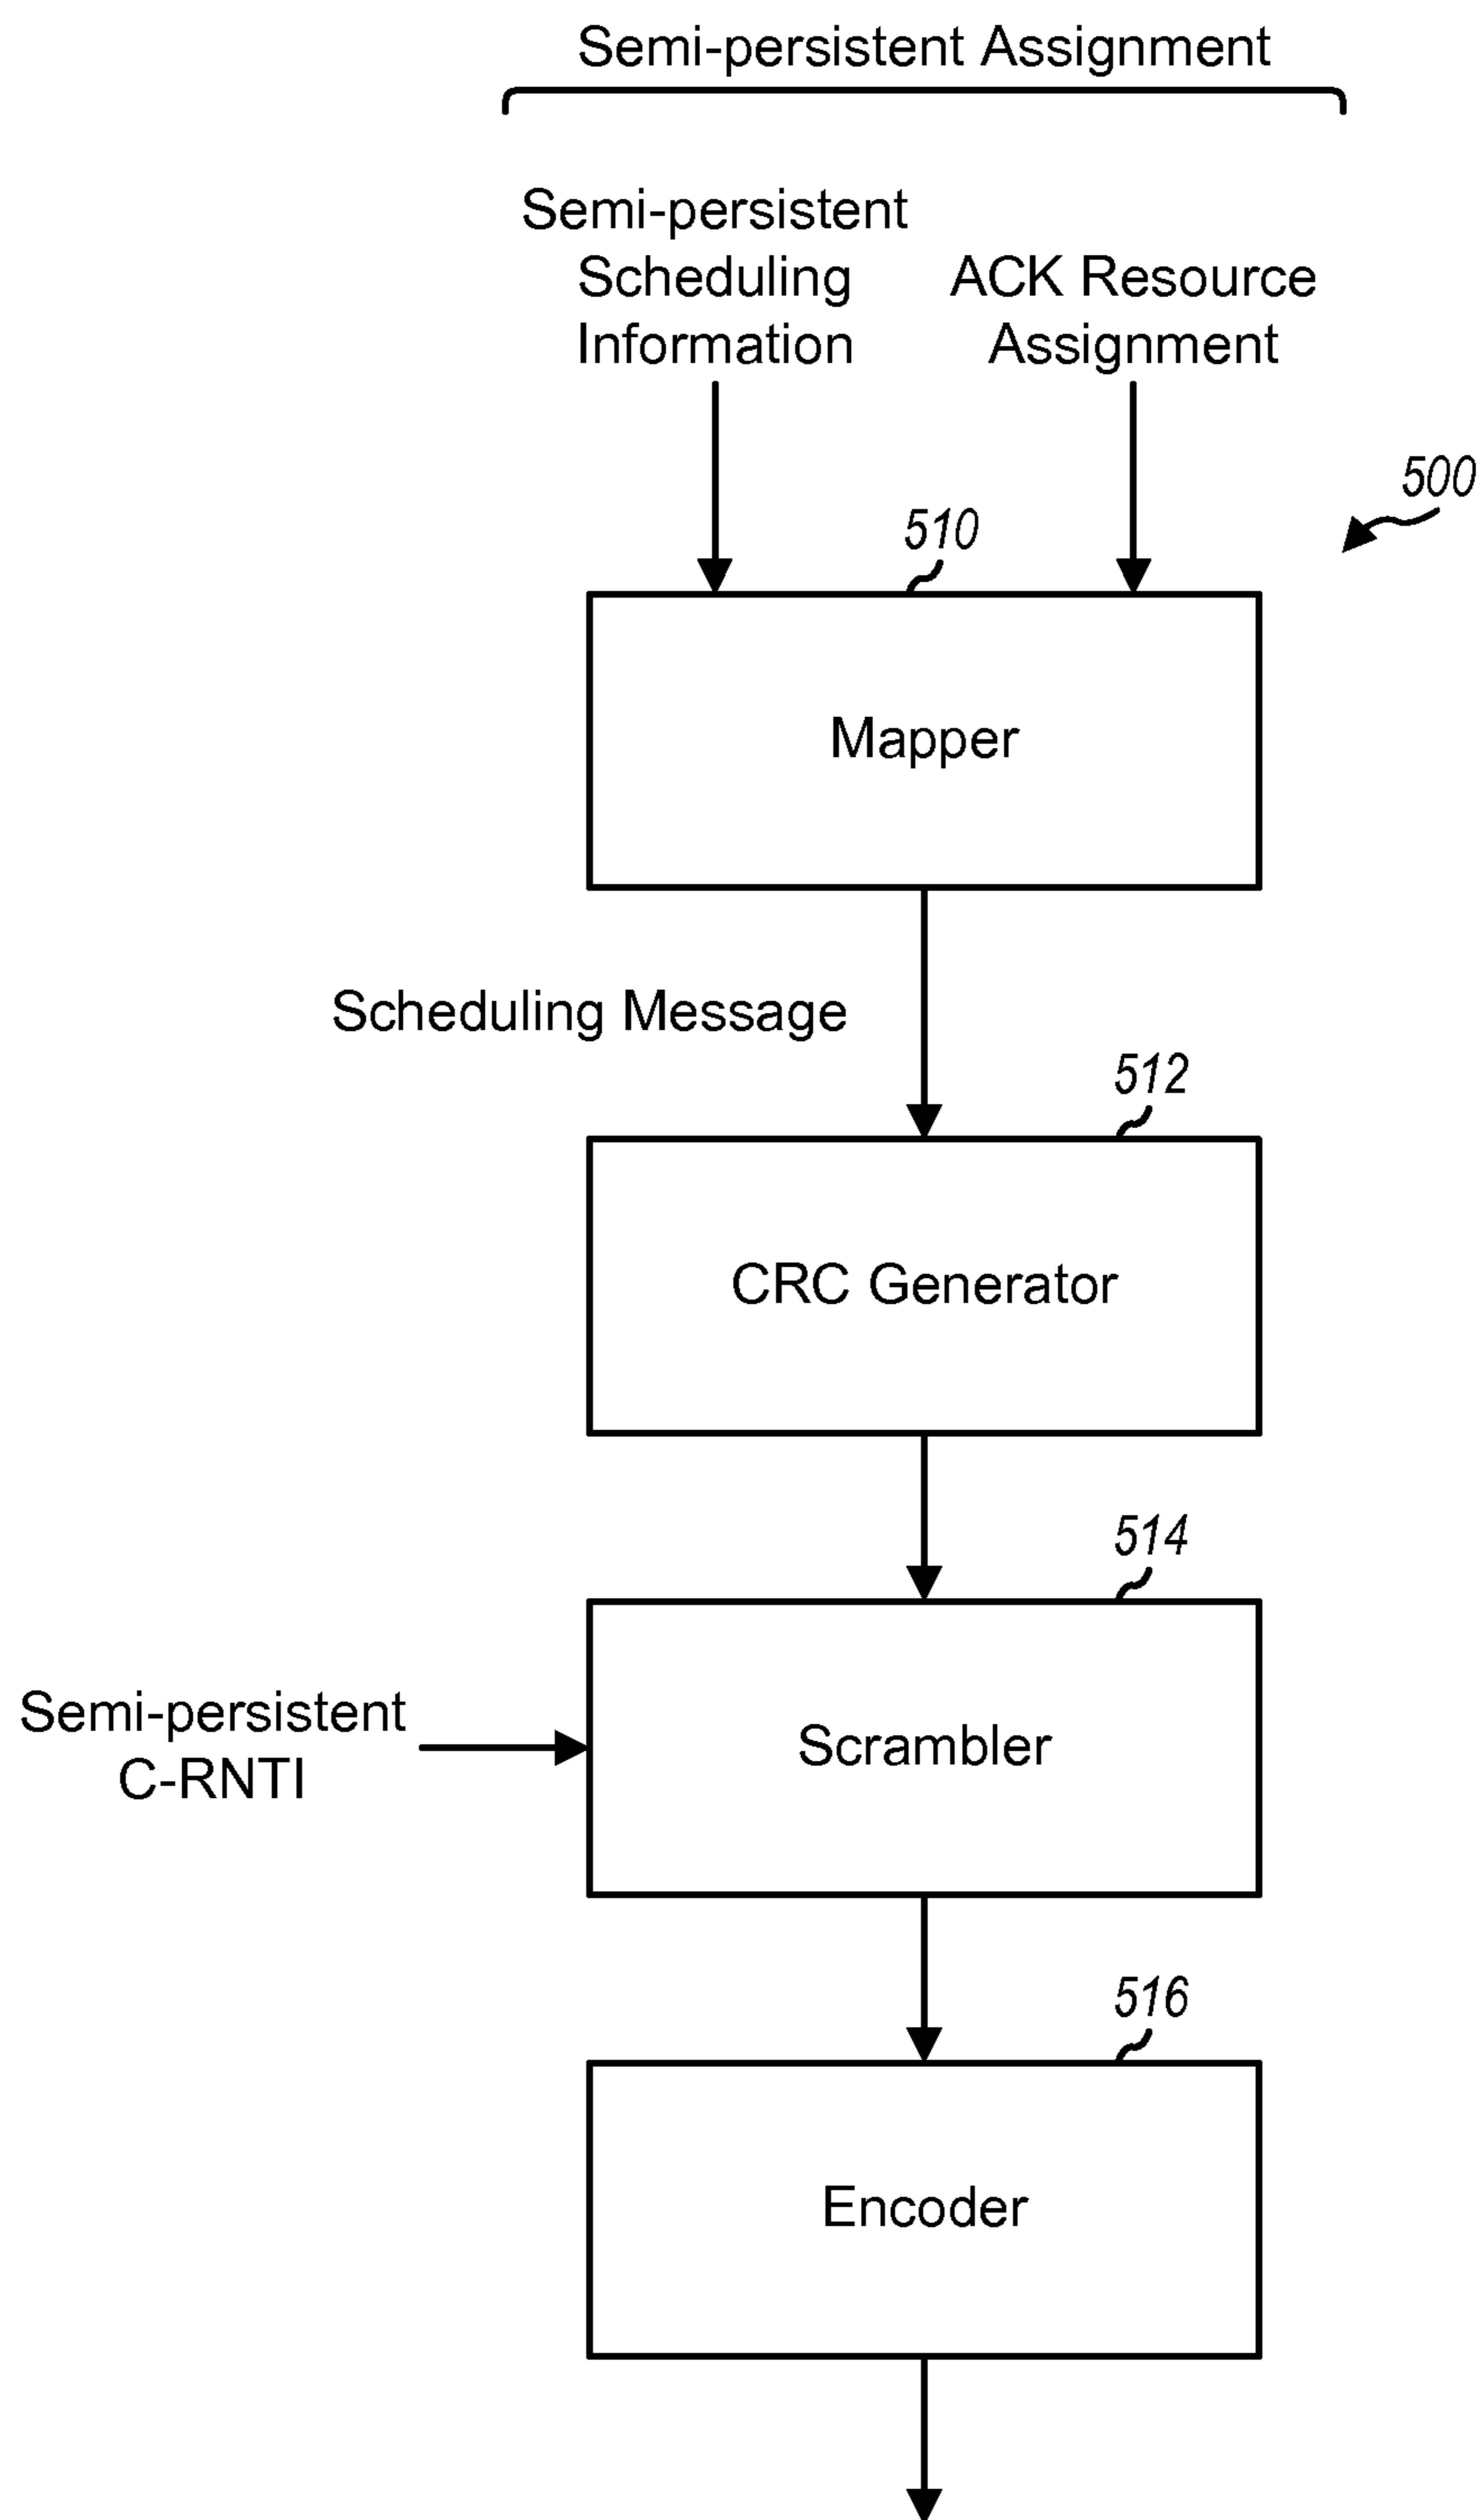 Semi-persistent Assignment
Semi-persistent
Scheduling
Information
ACK Resource
Assignment
500
510
Mapper
Scheduling Message
512
CRC Generator
514
Semi-persistent
C-RNTI
Scrambler
516
Encoder